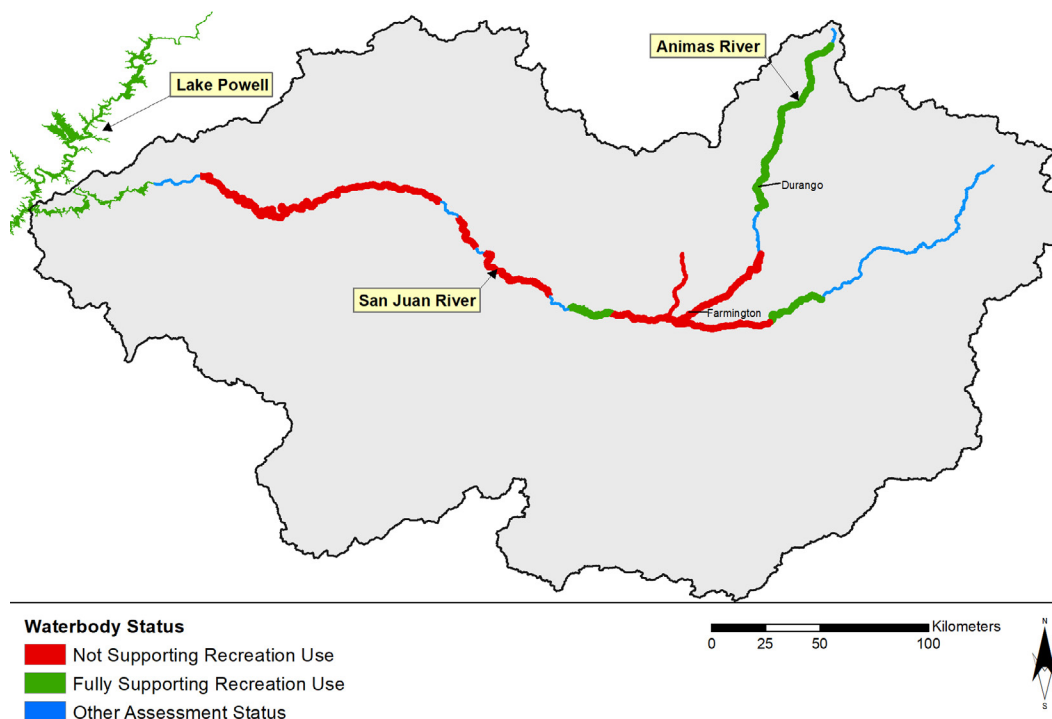 Animas River
Lake Powell
Durango
San Juan River
Farmington
Waterbody Status
Not Supporting Recreation Use
Fully Supporting Recreation Use
Other Assessment Status
Kilometers
0 25 50 100
N
S